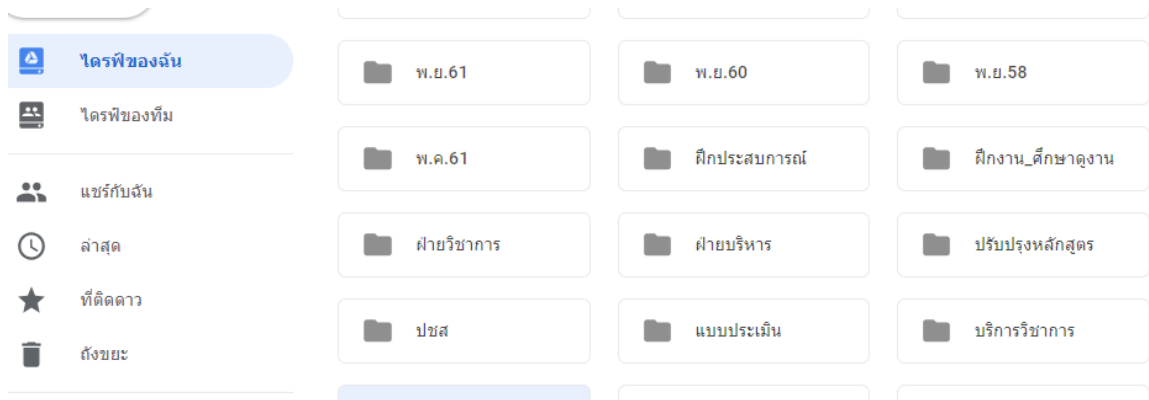 ไดรฟ์ของฉัน
ไดรฟ์ของทีม
แชร์กับฉัน
ล่าสุด
ที่ติดดาว
ถังขยะ
พ.ย.61 พ.ย.60 พ.ย.58
พ.ค.61 ฝึกประสบการณ์ ฝึกงาน_ศึกษาดูงาน
ฝ่ายวิชาการ ฝ่ายบริหาร ปรับปรุงหลักสูตร
ปชส แบบประเมิน บริการวิชาการ